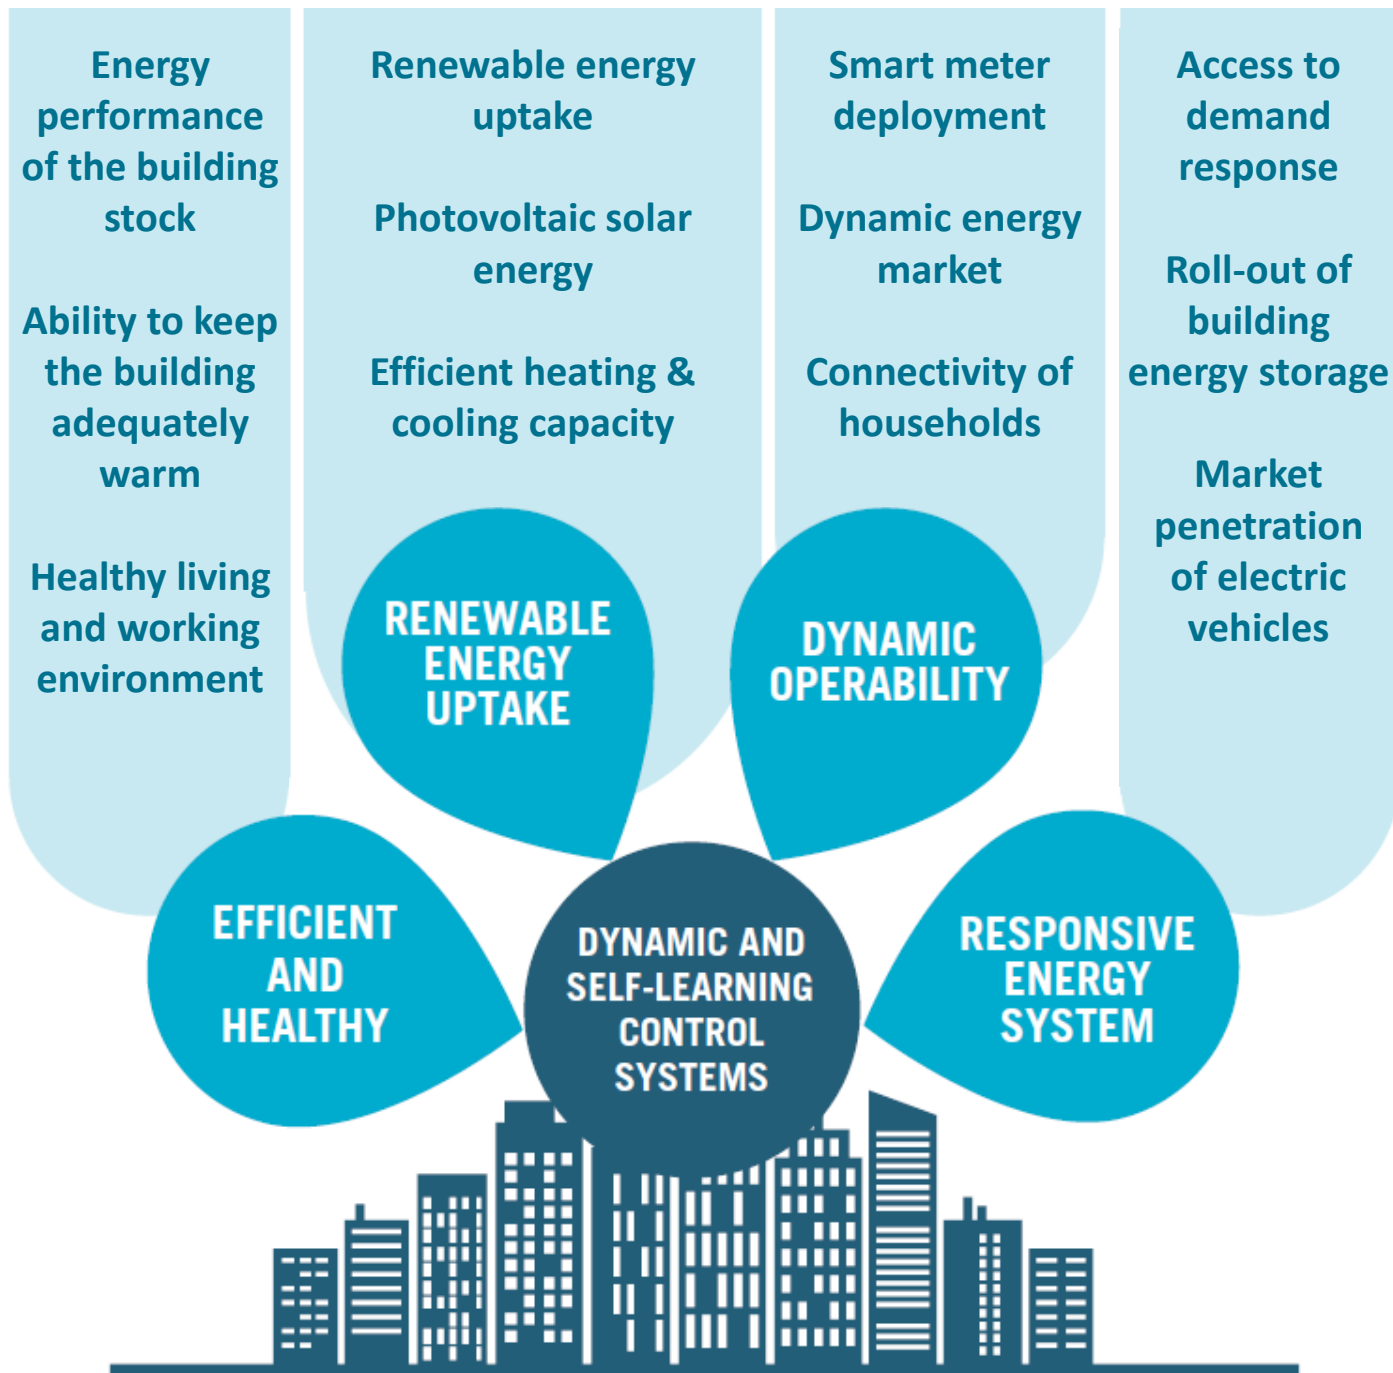 Energy
performance
of the building
stock
Ability to keep
the building
adequately
warm
Healthy living
and working
environment
Renewable energy
uptake
Photovoltaic solar
energy
Efficient heating &
cooling capacity
Smart meter
deployment
Dynamic energy
market
Connectivity of
households
Access to
demand
response
Roll-out of
building
energy storage
Market
penetration
of electric
vehicles
EFFICIENT
AND
HEALTHY
RENEWABLE
ENERGY
UPTAKE
DYNAMIC
OPERABILITY
RESPONSIVE
ENERGY
SYSTEM
DYNAMIC AND
SELF-LEARNING
CONTROL
SYSTEMS